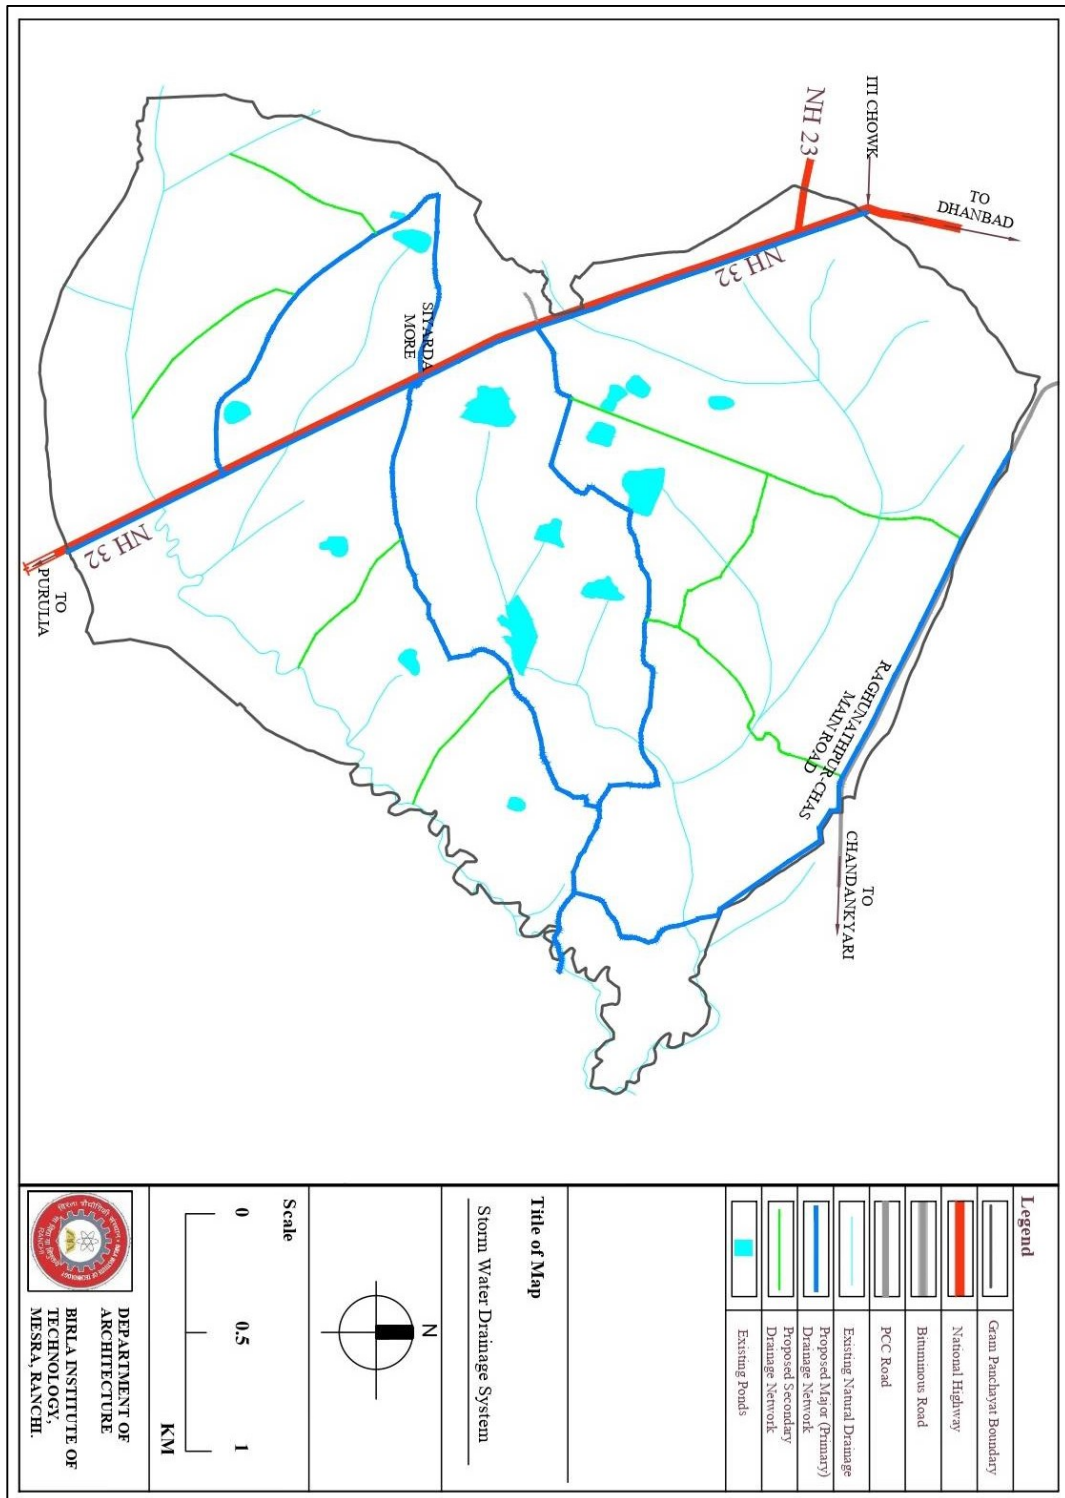 ITI CHOWK
NH 23
TO
DHANBAD
NH 32
SIYARDA
MORE
NH 32
TO
PURULIA
RAGHUNATHPUR-CHAS
MAIN ROAD
TO
CHANDANKYARI
Legend
Gram Panchayat Boundary
National Highway
Bituminous Road
PCC Road
Existing Natural Drainage
Proposed Major (Primary)
Drainage Network
Proposed Secondary
Drainage Network
Existing Ponds
Title of Map
Storm Water Drainage System
N
Scale
0
0.5
1
KM
DEPARTMENT OF
ARCHITECTURE
BIRLA INSTITUTE OF
TECHNOLOGY,
MESRA, RANCHI.